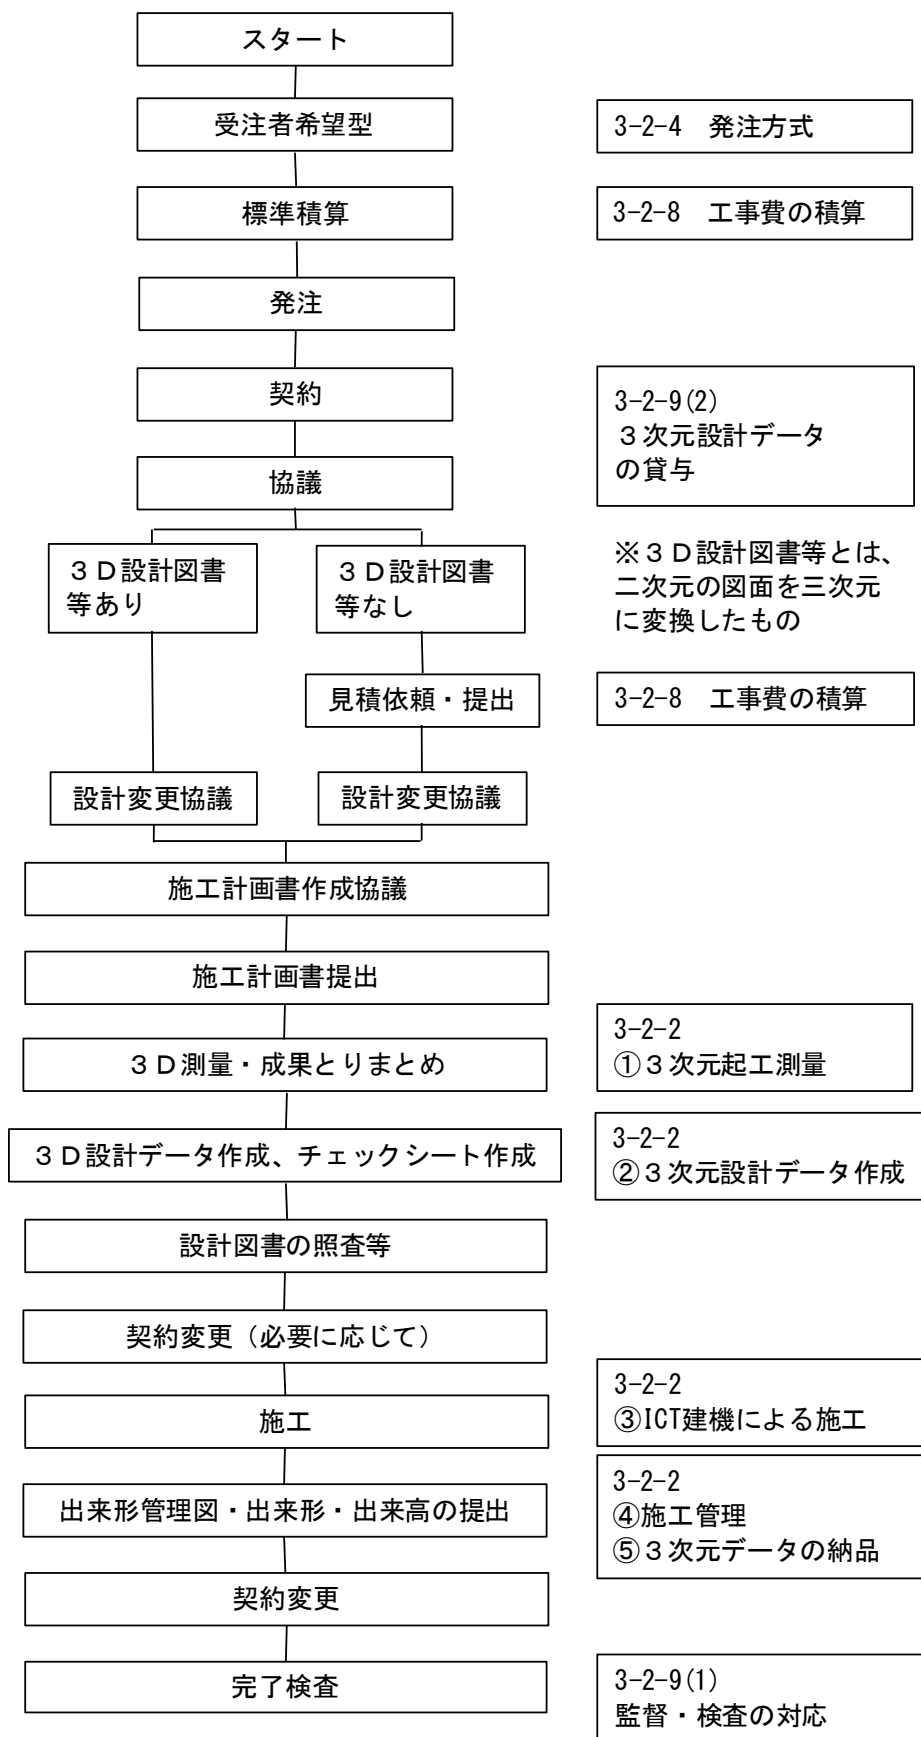 スタート
受注者希望型
3-2-4 発注方式
標準積算
3-2-8 工事費の積算
発注
契約
3-2-9(2)
３次元設計データ
の貸与
協議
３Ｄ設計図書
等あり
３Ｄ設計図書
等なし
※３Ｄ設計図書等とは、
二次元の図面を三次元
に変換したもの
見積依頼・提出
3-2-8 工事費の積算
設計変更協議
設計変更協議
施工計画書作成協議
施工計画書提出
３Ｄ測量・成果とりまとめ
3-2-2
①３次元起工測量
３Ｄ設計データ作成、チェックシート作成
3-2-2
②３次元設計データ作成
設計図書の照査等
契約変更（必要に応じて）
施工
3-2-2
③ICT建機による施工
出来形管理図・出来形・出来高の提出
3-2-2
④施工管理
⑤３次元データの納品
契約変更
完了検査
3-2-9(1)
監督・検査の対応